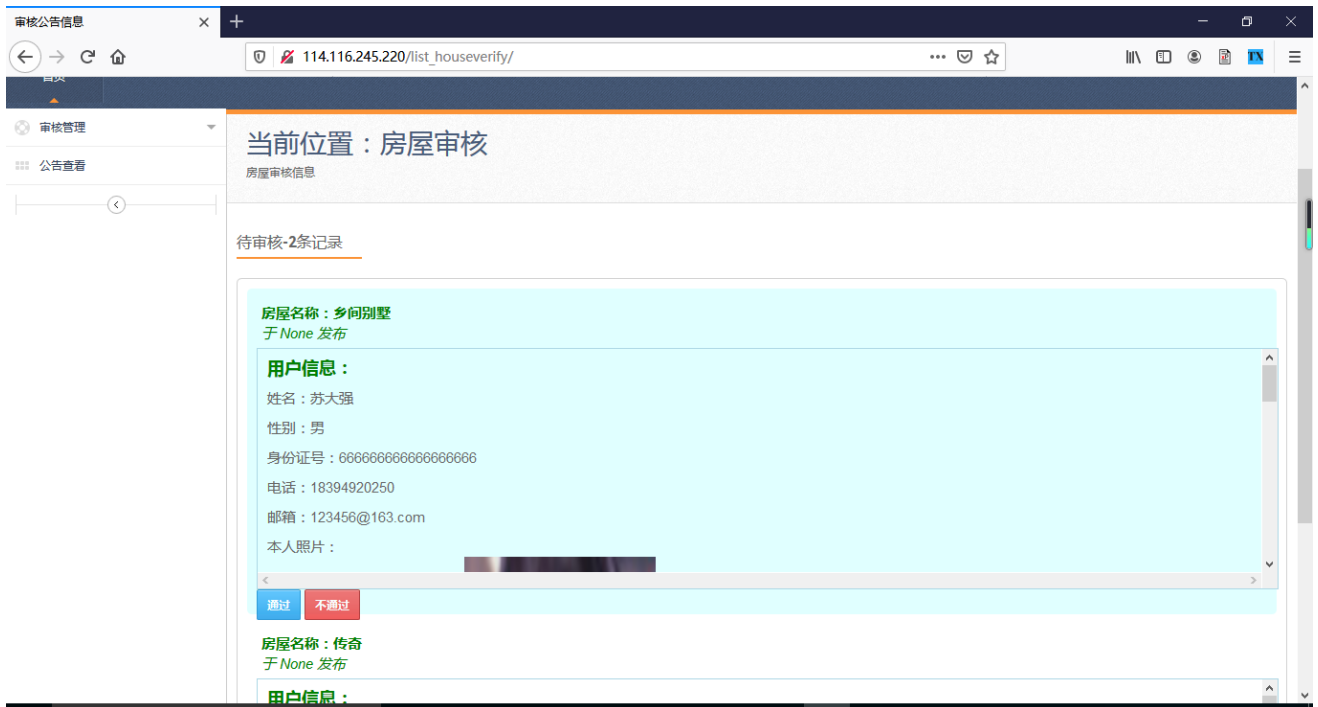 审核公告信息
114.116.245.220/list_houseverify/
TX
首页
审核管理
公告查看
当前位置：房屋审核
房屋审核信息
待审核-2条记录
房屋名称：乡间别墅
于 None 发布
用户信息：
姓名：苏大强
性别：男
身份证号：666666666666666666
电话：18394920250
邮箱：123456@163.com
本人照片：
通过 不通过
房屋名称：传奇
于 None 发布
用户信息：